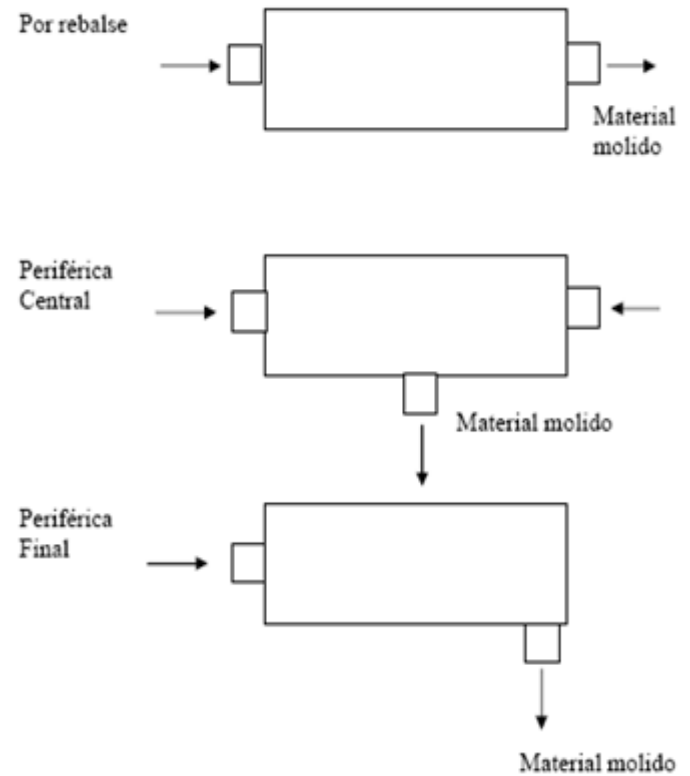 Por rebalse
Material
molido
Periférica
Central
Material molido
Periférica
Final
Material molido